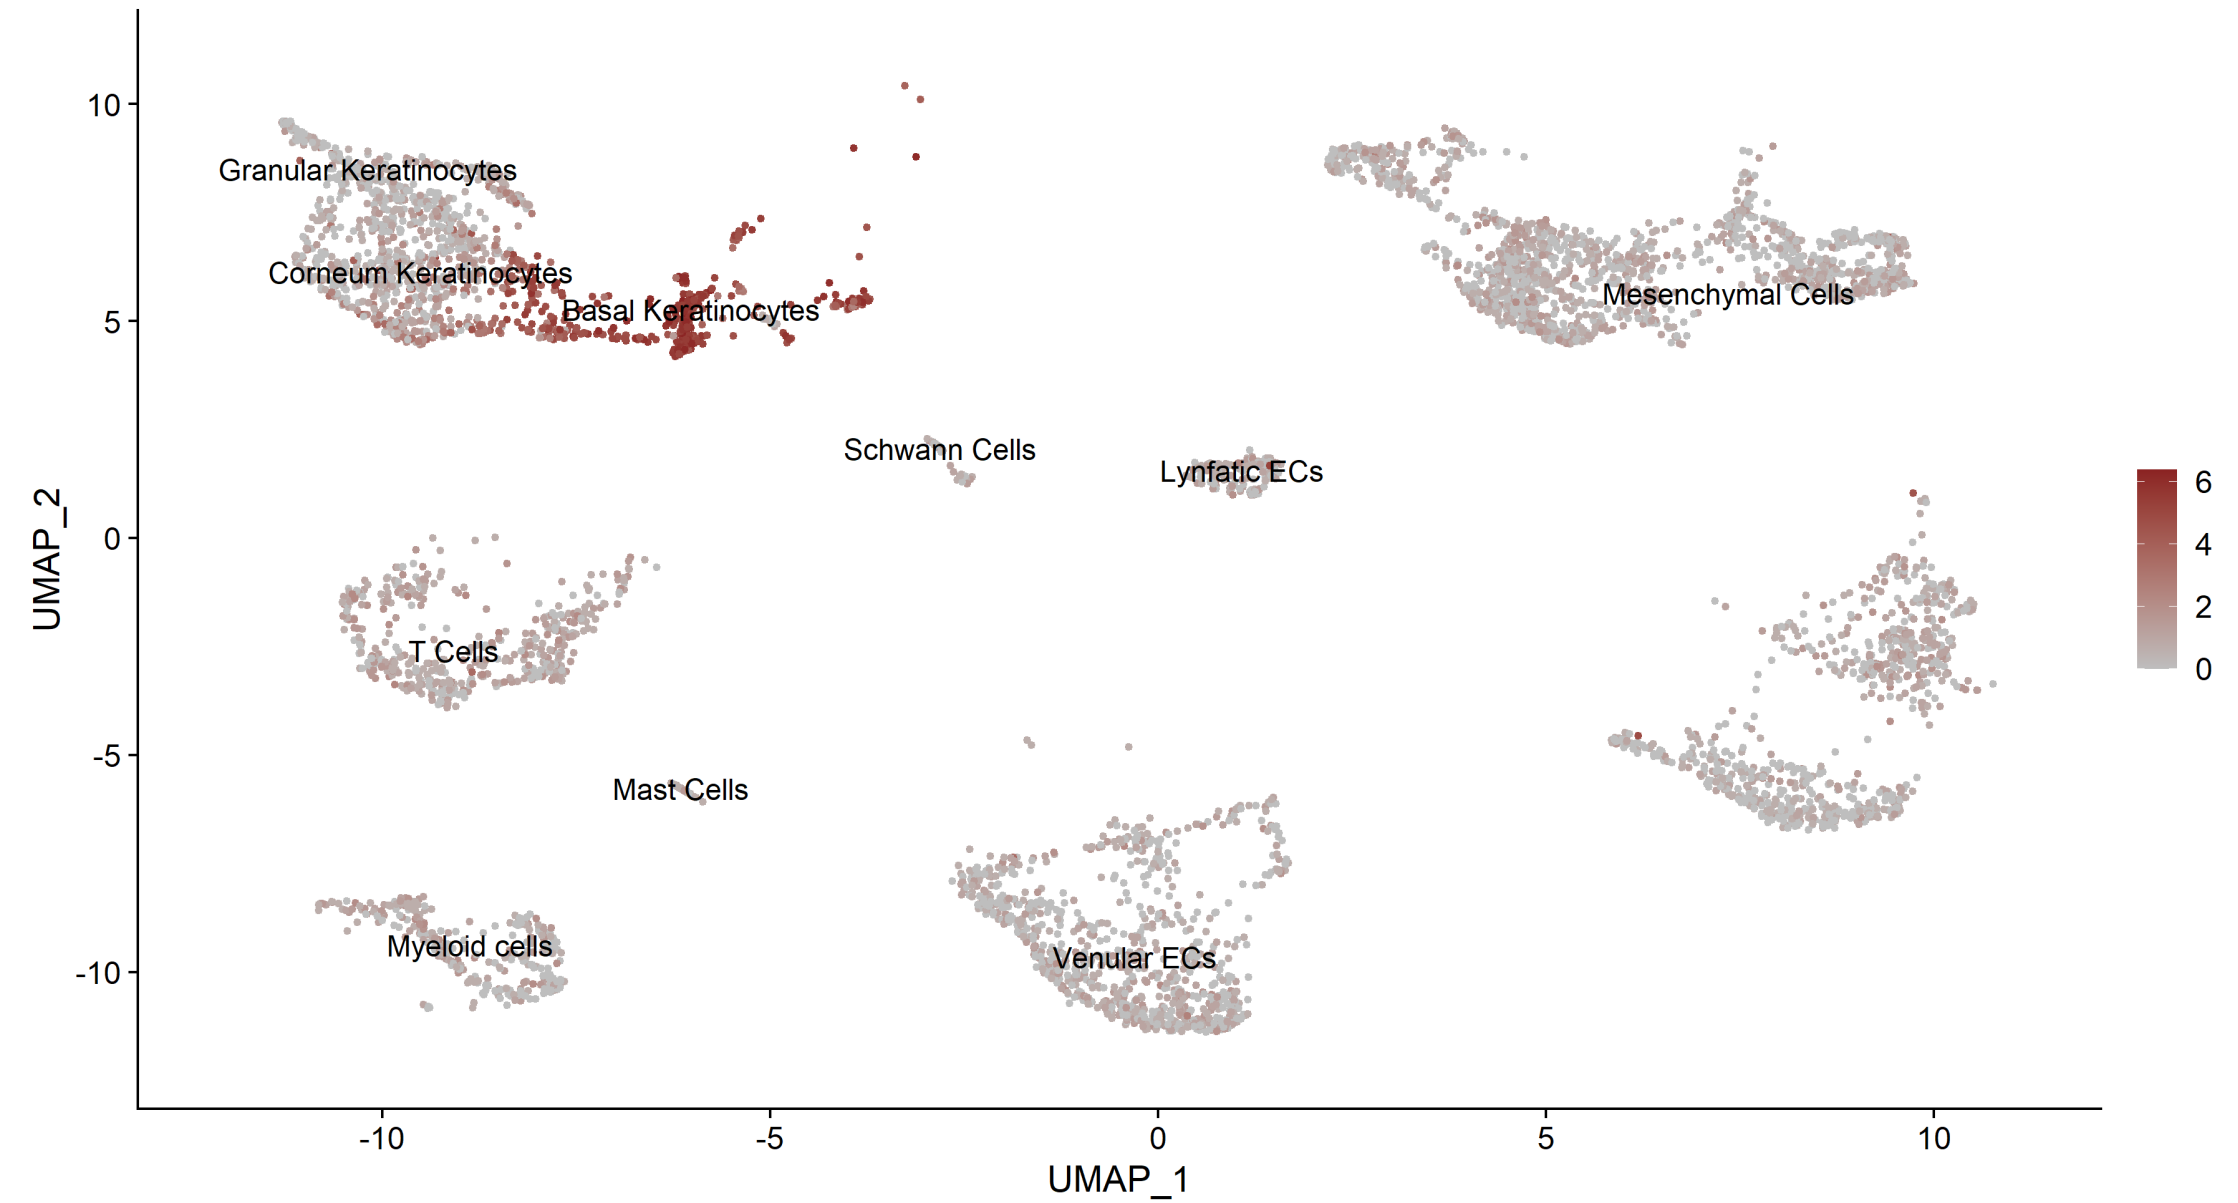 10
Granular Keratinocytes
Corneum Keratinocytes
Basal Keratinocytes
Mesenchymal Cells
5
Schwann Cells
Lynfatic ECs
6
4
2
0
UMAP_2
0
T Cells
-5
Mast Cells
Myeloid cells
Venular ECs
-10
-10
-5
0
5
10
UMAP_1